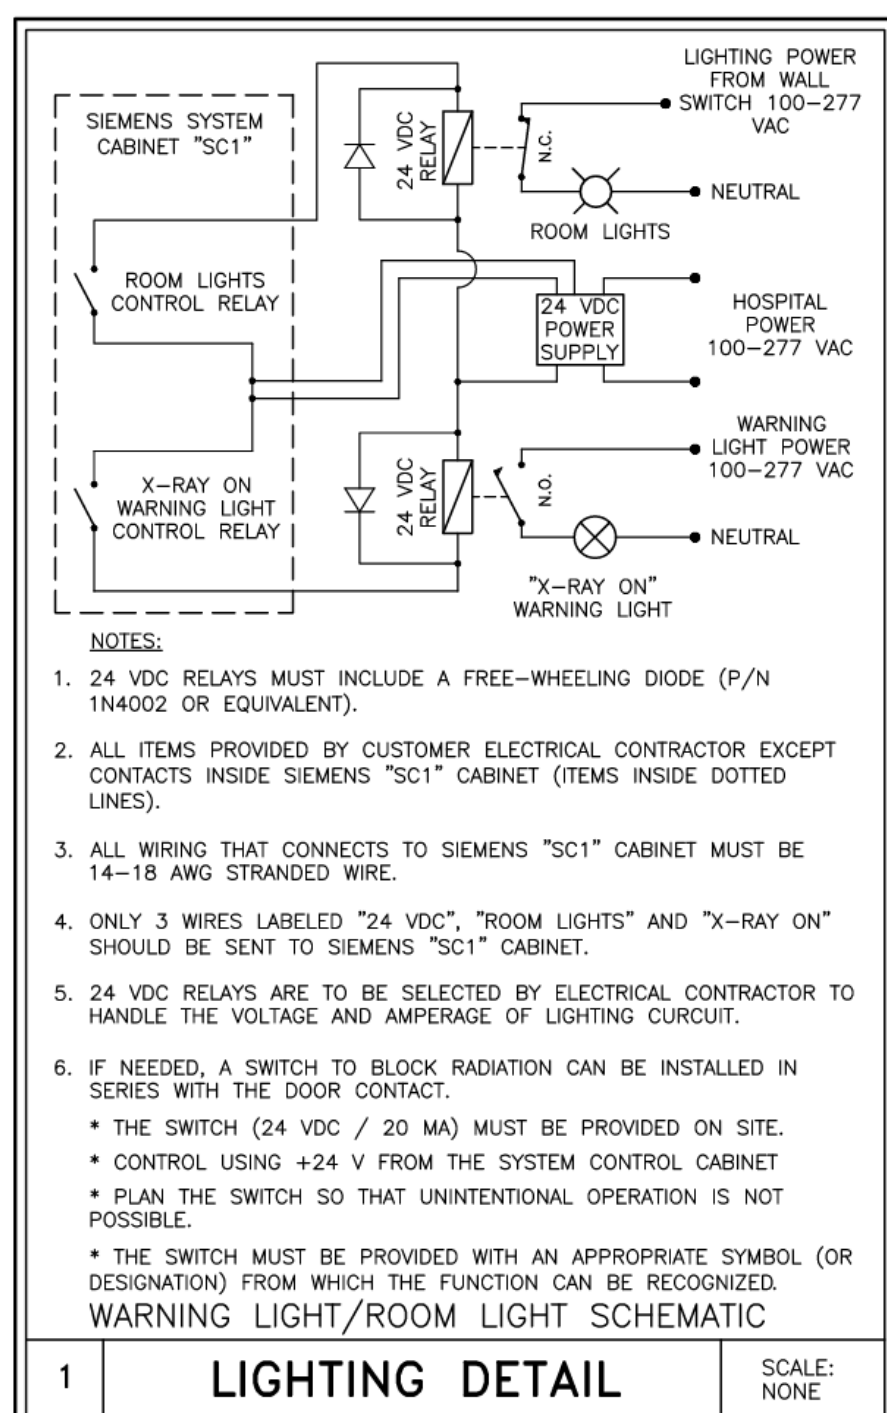 LIGHTING POWER
FROM WALL
SWITCH 100-277
VAC
SIEMENS SYSTEM
CABINET "SC1"
24 VDC
RELAY
N.C.
NEUTRAL
ROOM LIGHTS
ROOM LIGHTS
CONTROL RELAY
24 VDC
POWER
SUPPLY
HOSPITAL
POWER
100-277 VAC
WARNING
LIGHT POWER
100-277 VAC
X-RAY ON
WARNING LIGHT
CONTROL RELAY
24 VDC
RELAY
N.O.
NEUTRAL
"X-RAY ON"
WARNING LIGHT
NOTES:
1. 24 VDC RELAYS MUST INCLUDE A FREE-WHEELING DIODE (P/N
1N4002 OR EQUIVALENT).
2. ALL ITEMS PROVIDED BY CUSTOMER ELECTRICAL CONTRACTOR EXCEPT
CONTACTS INSIDE SIEMENS "SC1" CABINET (ITEMS INSIDE DOTTED
LINES).
3. ALL WIRING THAT CONNECTS TO SIEMENS "SC1" CABINET MUST BE
14-18 AWG STRANDED WIRE.
4. ONLY 3 WIRES LABELED "24 VDC", "ROOM LIGHTS" AND "X-RAY ON"
SHOULD BE SENT TO SIEMENS "SC1" CABINET.
5. 24 VDC RELAYS ARE TO BE SELECTED BY ELECTRICAL CONTRACTOR TO
HANDLE THE VOLTAGE AND AMPERAGE OF LIGHTING CURCUIT.
6. IF NEEDED, A SWITCH TO BLOCK RADIATION CAN BE INSTALLED IN
SERIES WITH THE DOOR CONTACT.
* THE SWITCH (24 VDC / 20 MA) MUST BE PROVIDED ON SITE.
* CONTROL USING +24 V FROM THE SYSTEM CONTROL CABINET
* PLAN THE SWITCH SO THAT UNINTENTIONAL OPERATION IS NOT
POSSIBLE.
* THE SWITCH MUST BE PROVIDED WITH AN APPROPRIATE SYMBOL (OR
DESIGNATION) FROM WHICH THE FUNCTION CAN BE RECOGNIZED.
WARNING LIGHT/ROOM LIGHT SCHEMATIC
1
LIGHTING DETAIL
SCALE:
NONE